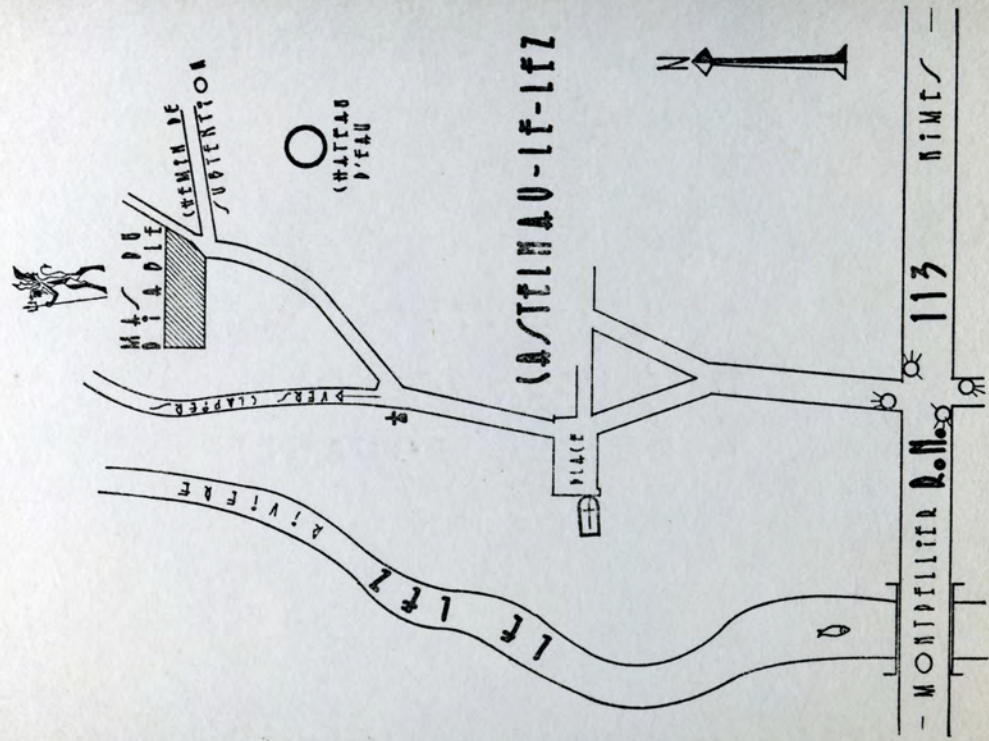 MAS DU
DIABLE
CHEMIN DE
SUBTENTION
CHATEAU
D'EAU
N
CASTELNAU-LE-LEZ
VERS CLAPIERS
PLACE
RIVIERE
LE LEZ
- MONTPELLIER R.N. 113 NIMES -